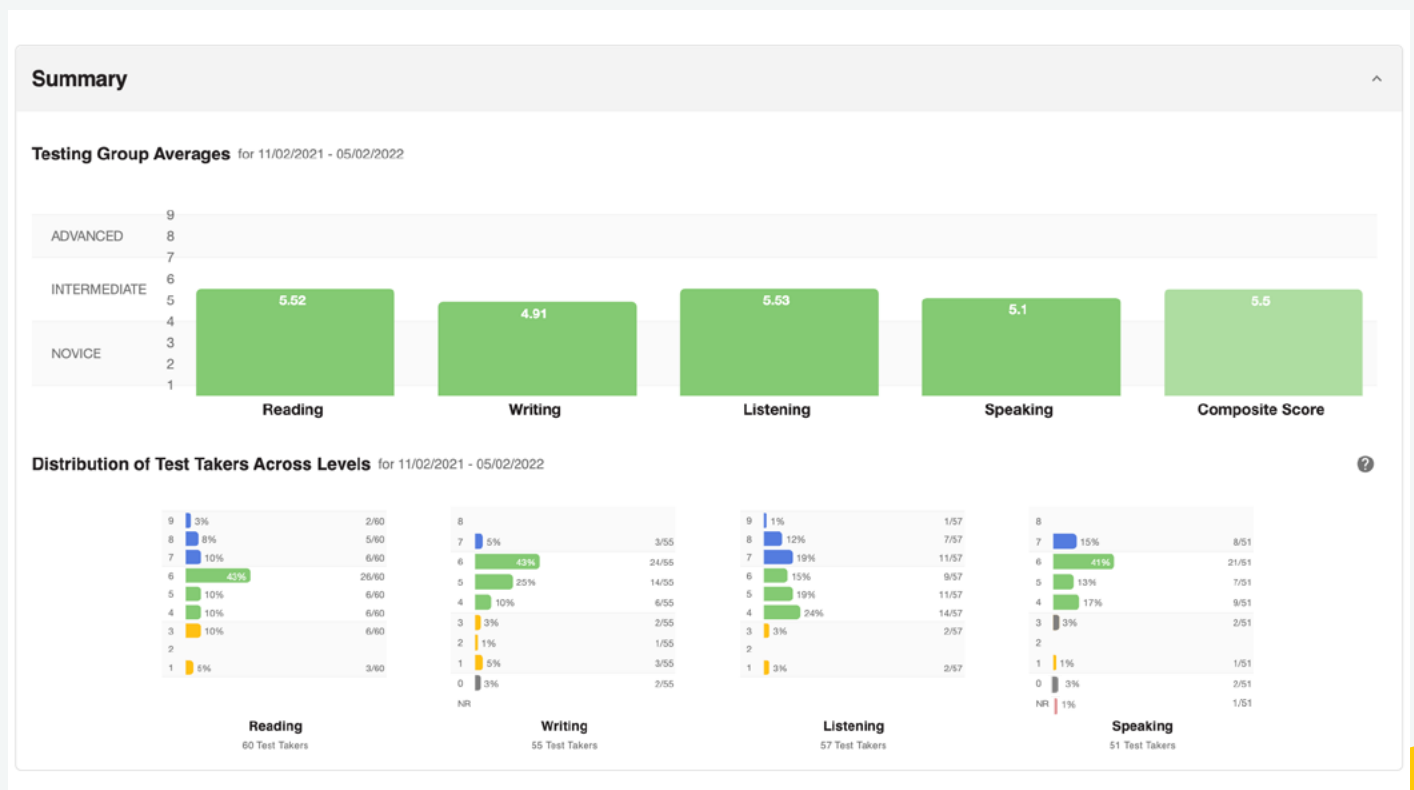 Summary
Testing Group Averages for 11/02/2021 - 05/02/2022
9
ADVANCED 8
7
6
INTERMEDIATE 5
4
3
NOVICE 2
1
5.52 4.91 5.53 5.1 5.5
Reading Writing Listening Speaking Composite Score
Distribution of Test Takers Across Levels for 11/02/2021 - 05/02/2022 ?
9 3% 2/60
8 8% 5/60
7 10% 6/60
6 43% 26/60
5 10% 6/60
4 10% 6/60
3 10% 6/60
2
1 5% 3/60
Reading
60 Test Takers
8
7 5% 3/55
6 43% 24/55
5 25% 14/55
4 10% 6/55
3 3% 2/55
2 1% 1/55
1 5% 3/55
0 3% 2/55
NR
Writing
55 Test Takers
9 1% 1/57
8 12% 7/57
7 19% 11/57
6 15% 9/57
5 19% 11/57
4 24% 14/57
3 3% 2/57
2
1 3% 2/57
Listening
57 Test Takers
8
7 15% 8/51
6 41% 21/51
5 13% 7/51
4 17% 9/51
3 3% 2/51
2
1 1% 1/51
0 3% 2/51
NR 1% 1/51
Speaking
51 Test Takers